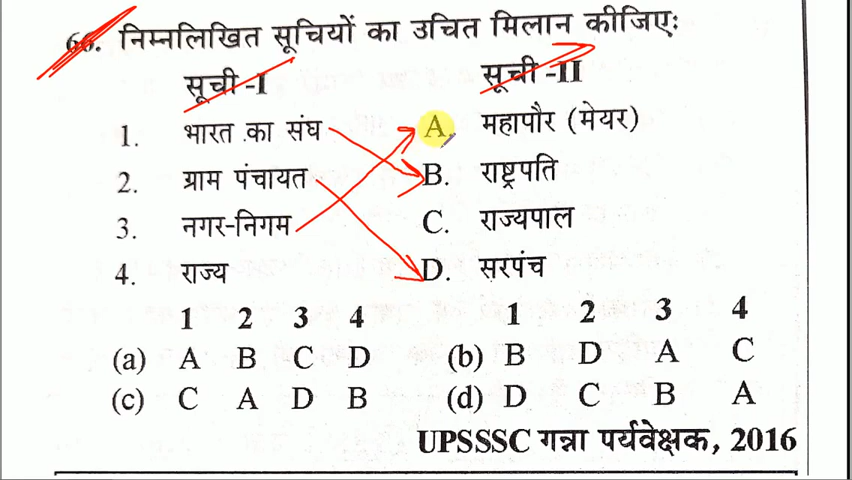 66. निम्नलिखित सूचियों का उचित मिलान कीजिएः
सूची -I सूची -II
1. भारत का संघ A. महापौर (मेयर)
2. ग्राम पंचायत B. राष्ट्रपति
3. नगर-निगम C. राज्यपाल
4. राज्य D. सरपंच
1 2 3 4 1 2 3 4
(a) A B C D (b) B D A C
(c) C A D B (d) D C B A
UPSSSC गन्ना पर्यवेक्षक, 2016